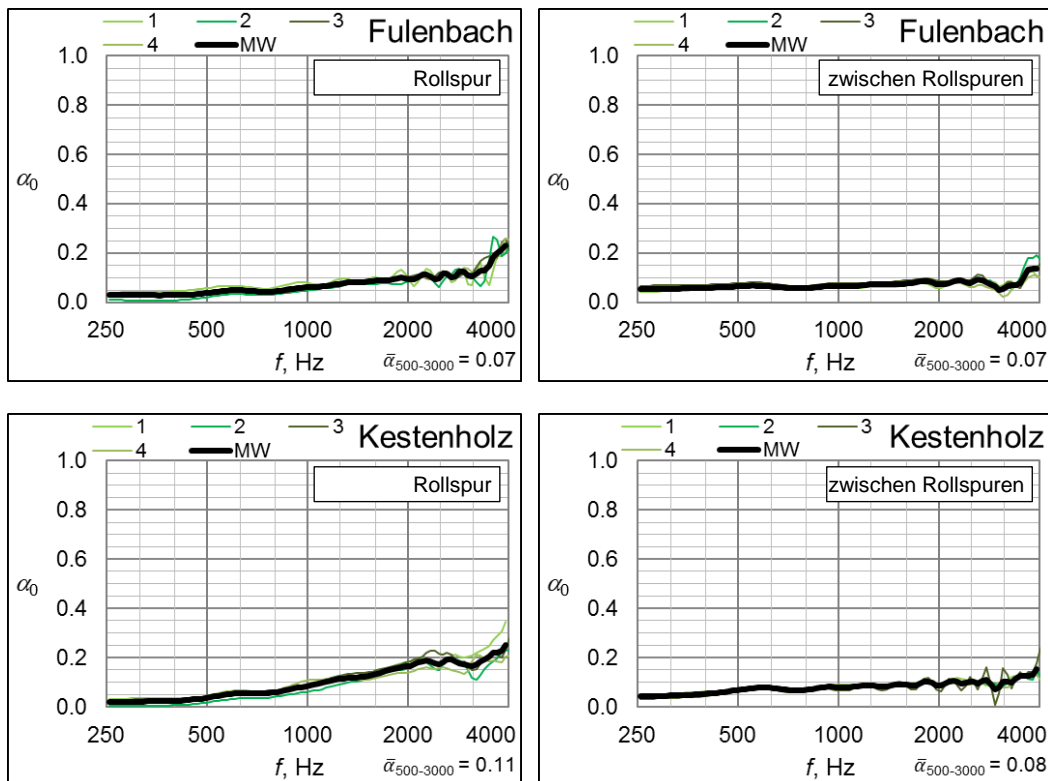 1 2 3
4 MW
Fulenbach
Rollspur
1.0
0.8
0.6
α0
0.4
0.2
0.0
250 500 1000 2000 4000
f, Hz
ᾱ500-3000 = 0.07
1 2 3
4 MW
Fulenbach
zwischen Rollspuren
1.0
0.8
0.6
α0
0.4
0.2
0.0
250 500 1000 2000 4000
f, Hz
ᾱ500-3000 = 0.07
1 2 3
4 MW
Kestenholz
Rollspur
1.0
0.8
0.6
α0
0.4
0.2
0.0
250 500 1000 2000 4000
f, Hz
ᾱ500-3000 = 0.11
1 2 3
4 MW
Kestenholz
zwischen Rollspuren
1.0
0.8
0.6
α0
0.4
0.2
0.0
250 500 1000 2000 4000
f, Hz
ᾱ500-3000 = 0.08